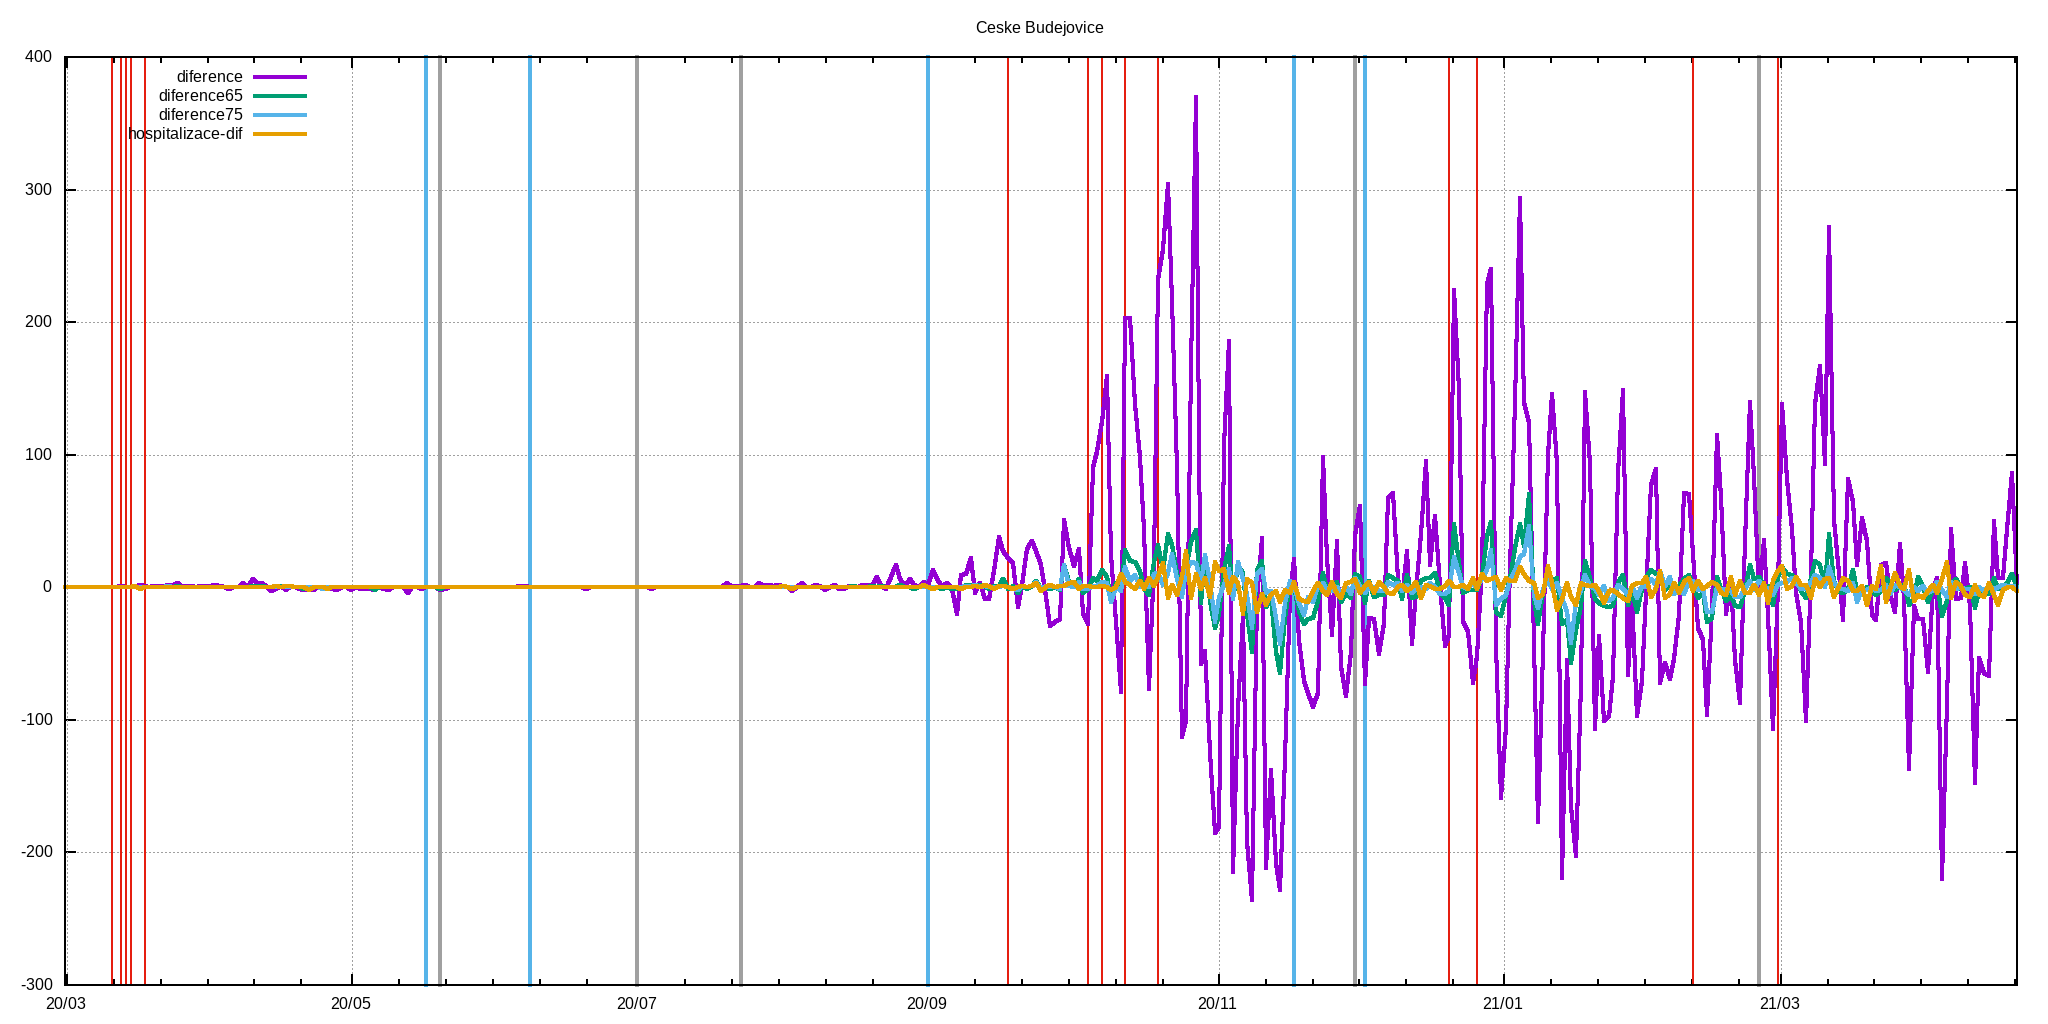 Ceske Budejovice
400
diference
diference65
diference75
hospitalizace-dif
300
200
100
0
-100
-200
-300
20/03 20/05 20/07 20/09 20/11 21/01 21/03